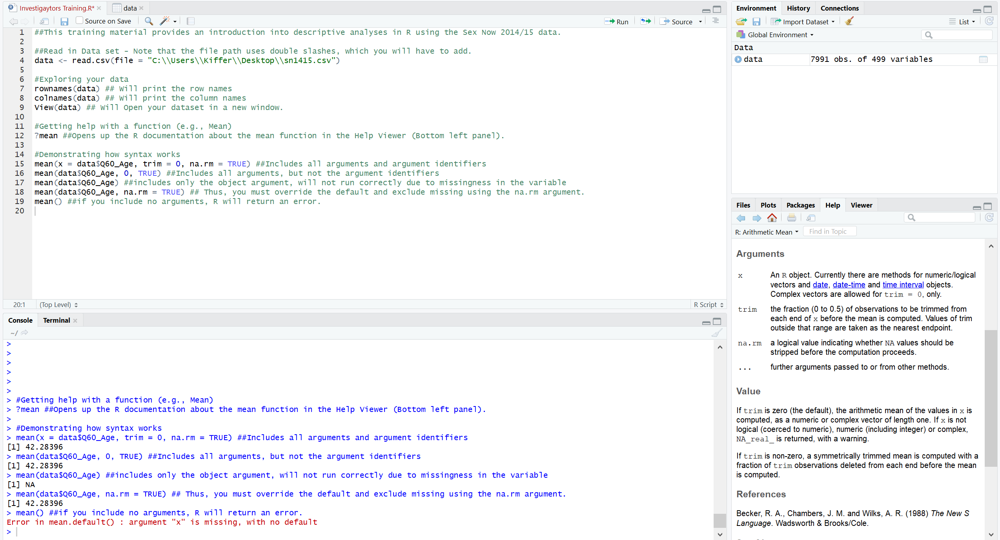 Investigaytors Training.R*
data
Source on Save
Run
Source
1 ##This training material provides an introduction into descriptive analyses in R using the Sex Now 2014/15 data.
2
3 ##Read in Data set - Note that the file path uses double slashes, which you will have to add.
4 data <- read.csv(file = "C:\\Users\\Kiffer\\Desktop\\sn1415.csv")
5
6 #Exploring your data
7 rownames(data) ## Will print the row names
8 colnames(data) ## Will print the column names
9 View(data) ## Will Open your dataset in a new window.
10
11 #Getting help with a function (e.g., Mean)
12 ?mean ##Opens up the R documentation about the mean function in the Help Viewer (Bottom left panel).
13
14 #Demonstrating how syntax works
15 mean(x = data$Q60_Age, trim = 0, na.rm = TRUE) ##Includes all arguments and argument identifiers
16 mean(data$Q60_Age, 0, TRUE) ##Includes all arguments, but not the argument identifiers
17 mean(data$Q60_Age) ##includes only the object argument, will not run correctly due to missingness in the variable
18 mean(data$Q60_Age, na.rm = TRUE) ## Thus, you must override the default and exclude missing using the na.rm argument.
19 mean() ##if you include no arguments, R will return an error.
20
20:1 (Top Level) R Script
Console Terminal
~/
>
>
>
>
>
>
> #Getting help with a function (e.g., Mean)
> ?mean ##Opens up the R documentation about the mean function in the Help Viewer (Bottom left panel).
>
> #Demonstrating how syntax works
> mean(x = data$Q60_Age, trim = 0, na.rm = TRUE) ##Includes all arguments and argument identifiers
[1] 42.28396
> mean(data$Q60_Age, 0, TRUE) ##Includes all arguments, but not the argument identifiers
[1] 42.28396
> mean(data$Q60_Age) ##includes only the object argument, will not run correctly due to missingness in the variable
[1] NA
> mean(data$Q60_Age, na.rm = TRUE) ## Thus, you must override the default and exclude missing using the na.rm argument.
[1] 42.28396
> mean() ##if you include no arguments, R will return an error.
Error in mean.default() : argument "x" is missing, with no default
>
Environment History Connections
Import Dataset List
Global Environment
Data
data 7991 obs. of 499 variables
Files Plots Packages Help Viewer
R: Arithmetic Mean Find in Topic
Arguments
x An R object. Currently there are methods for numeric/logical
vectors and date, date-time and time interval objects.
Complex vectors are allowed for trim = 0, only.
trim the fraction (0 to 0.5) of observations to be trimmed from
each end of x before the mean is computed. Values of trim
outside that range are taken as the nearest endpoint.
na.rm a logical value indicating whether NA values should be
stripped before the computation proceeds.
... further arguments passed to or from other methods.
Value
If trim is zero (the default), the arithmetic mean of the values in x is
computed, as a numeric or complex vector of length one. If x is not
logical (coerced to numeric), numeric (including integer) or complex,
NA_real_ is returned, with a warning.
If trim is non-zero, a symmetrically trimmed mean is computed with a
fraction of trim observations deleted from each end before the mean
is computed.
References
Becker, R. A., Chambers, J. M. and Wilks, A. R. (1988) The New S
Language. Wadsworth & Brooks/Cole.